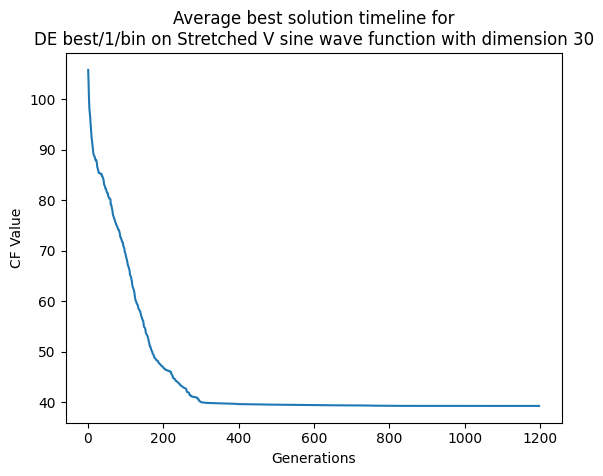 Average best solution timeline for
DE best/1/bin on Stretched V sine wave function with dimension 30
100
90
80
70
60
50
40
CF Value
0 200 400 600 800 1000 1200
Generations